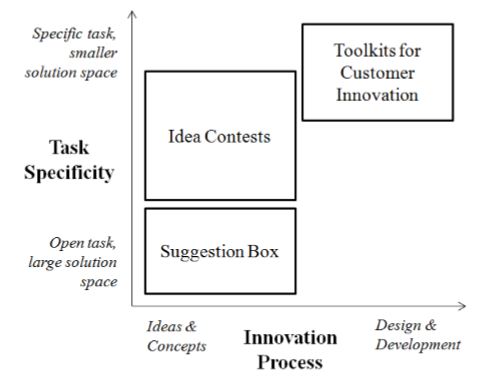 Specific task,
smaller
solution space
Toolkits for
Customer
Innovation
Idea Contests
Task
Specificity
Suggestion Box
Open task,
large solution
space
Ideas &
Concepts
Innovation
Process
Design &
Development